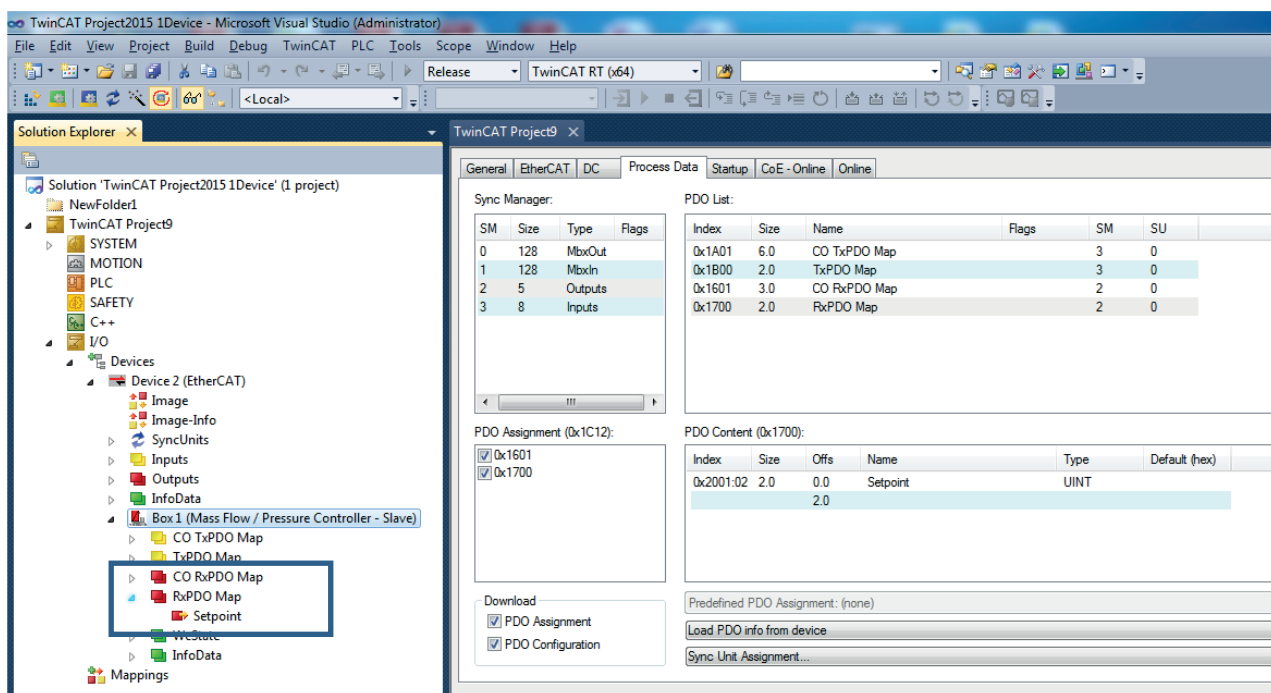 TwinCAT Project2015 1Device - Microsoft Visual Studio (Administrator)
File Edit View Project Build Debug TwinCAT PLC Tools Scope Window Help
Release TwinCAT RT (x64)
<Local>
Solution Explorer
Solution 'TwinCAT Project2015 1Device' (1 project)
NewFolder1
TwinCAT Project9
SYSTEM
MOTION
PLC
SAFETY
C++
I/O
Devices
Device 2 (EtherCAT)
Image
Image-Info
SyncUnits
Inputs
Outputs
InfoData
Box 1 (Mass Flow / Pressure Controller - Slave)
CO TxPDO Map
TxPDO Map
CO RxPDO Map
RxPDO Map
Setpoint
WcState
InfoData
Mappings
TwinCAT Project9
General EtherCAT DC Process Data Startup CoE - Online Online
Sync Manager:
SM Size Type Flags
0 128 MbxOut
1 128 MbxIn
2 5 Outputs
3 8 Inputs
PDO List:
Index Size Name Flags SM SU
0x1A01 6.0 CO TxPDO Map 3 0
0x1B00 2.0 TxPDO Map 3 0
0x1601 3.0 CO RxPDO Map 2 0
0x1700 2.0 RxPDO Map 2 0
PDO Assignment (0x1C12):
0x1601
0x1700
PDO Content (0x1700):
Index Size Offs Name Type Default (hex)
0x2001:02 2.0 0.0 Setpoint UINT
2.0
Download
PDO Assignment
PDO Configuration
Predefined PDO Assignment: (none)
Load PDO info from device
Sync Unit Assignment...